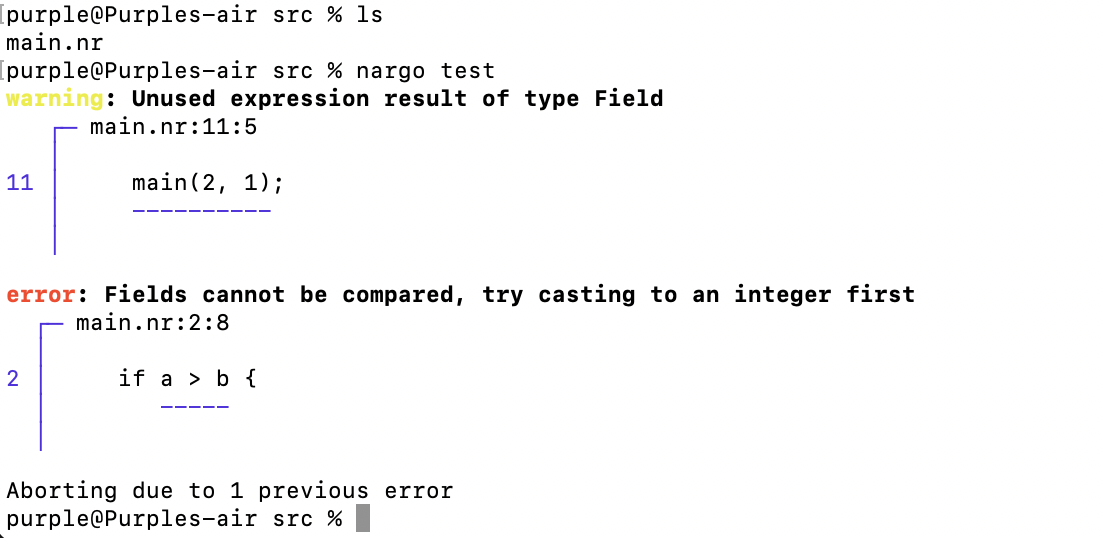 [purple@Purples-air src % ls
main.nr
[purple@Purples-air src % nargo test
warning: Unused expression result of type Field
main.nr:11:5
11 main(2, 1);
error: Fields cannot be compared, try casting to an integer first
main.nr:2:8
2 if a > b {
Aborting due to 1 previous error
purple@Purples-air src %